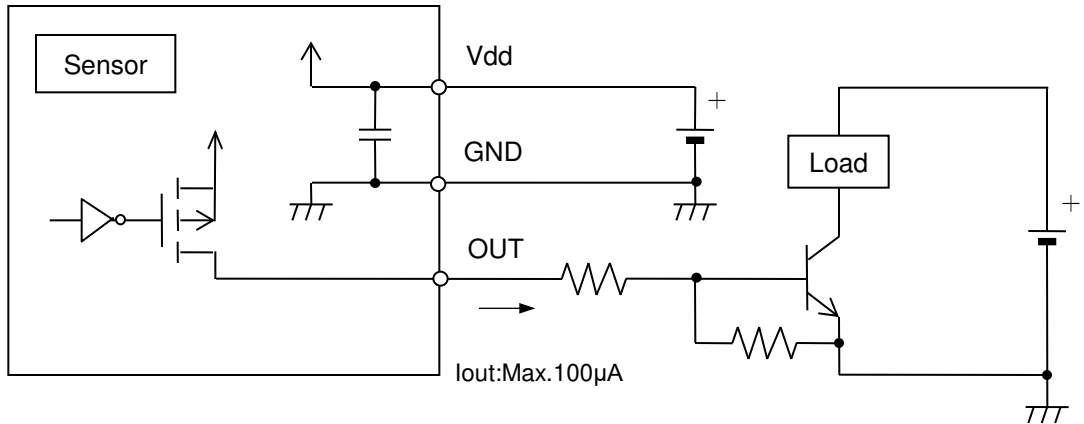 Sensor
Vdd
+
GND
Load
+
OUT
Iout:Max.100µA